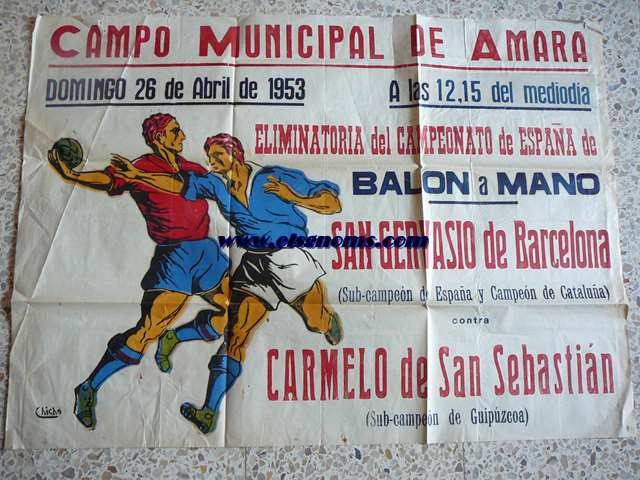 CAMPO MUNICIPAL DE AMARA
DOMINGO 26 de Abril de 1953 A las 12,15 del mediodia
ELIMINATORIA del CAMPEONATO de ESPAÑA de
BALON a MANO
www.elsgnoms.com
SAN GERVASIO de Barcelona
(Sub-campeón de España y Campeón de Cataluña)
contra
CARMELO de San Sebastián
(Sub-campeón de Guipúzcoa)
Chichο